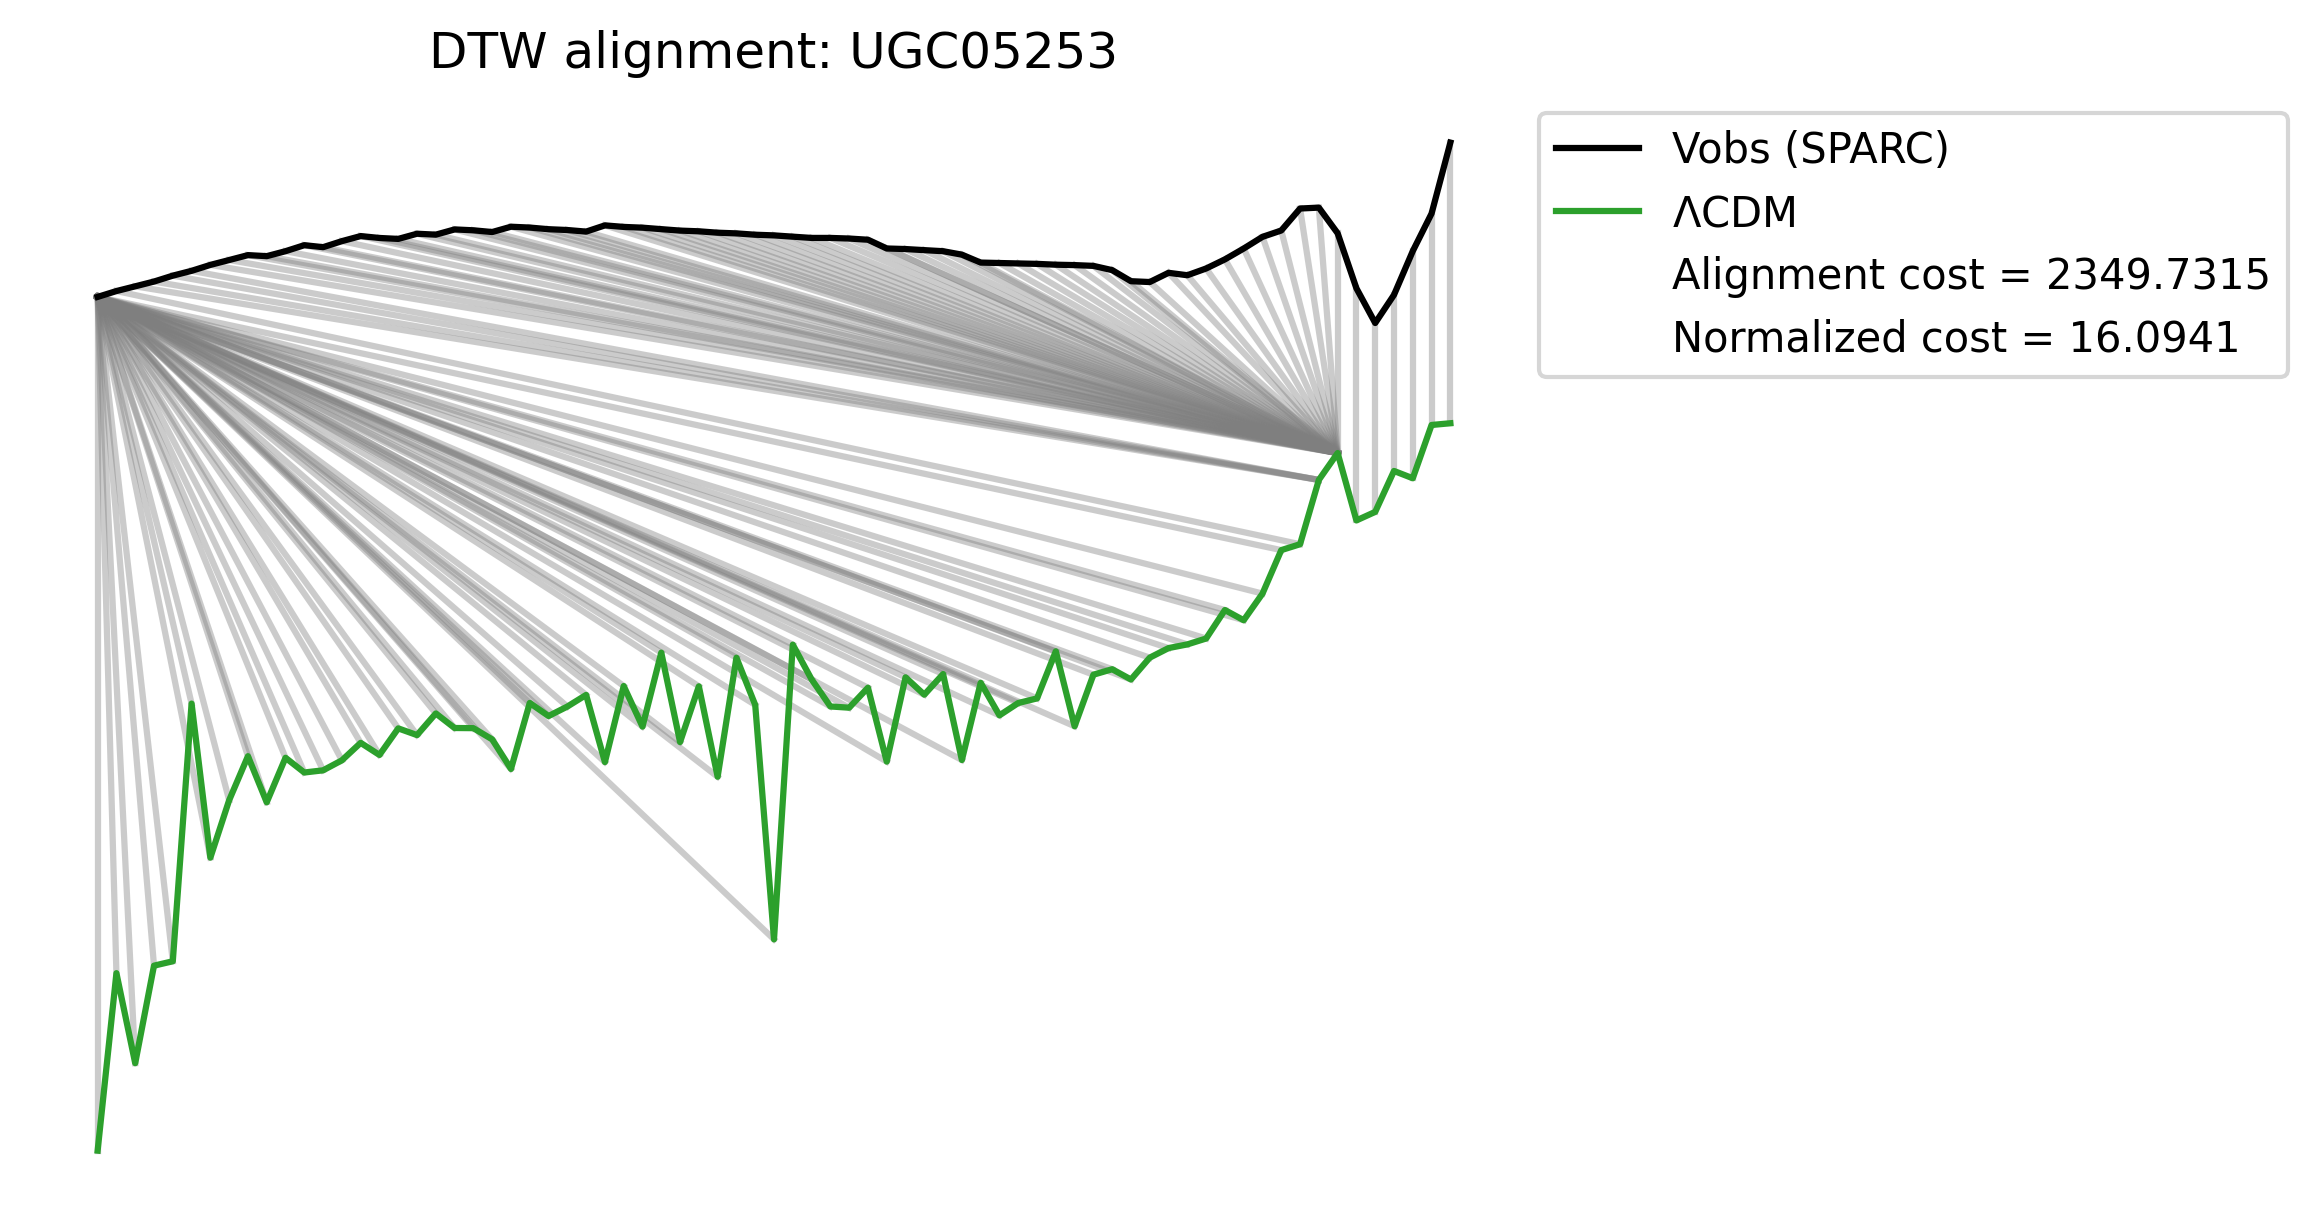 DTW alignment: UGC05253
Vobs (SPARC)
ΛCDM
Alignment cost = 2349.7315
Normalized cost = 16.0941